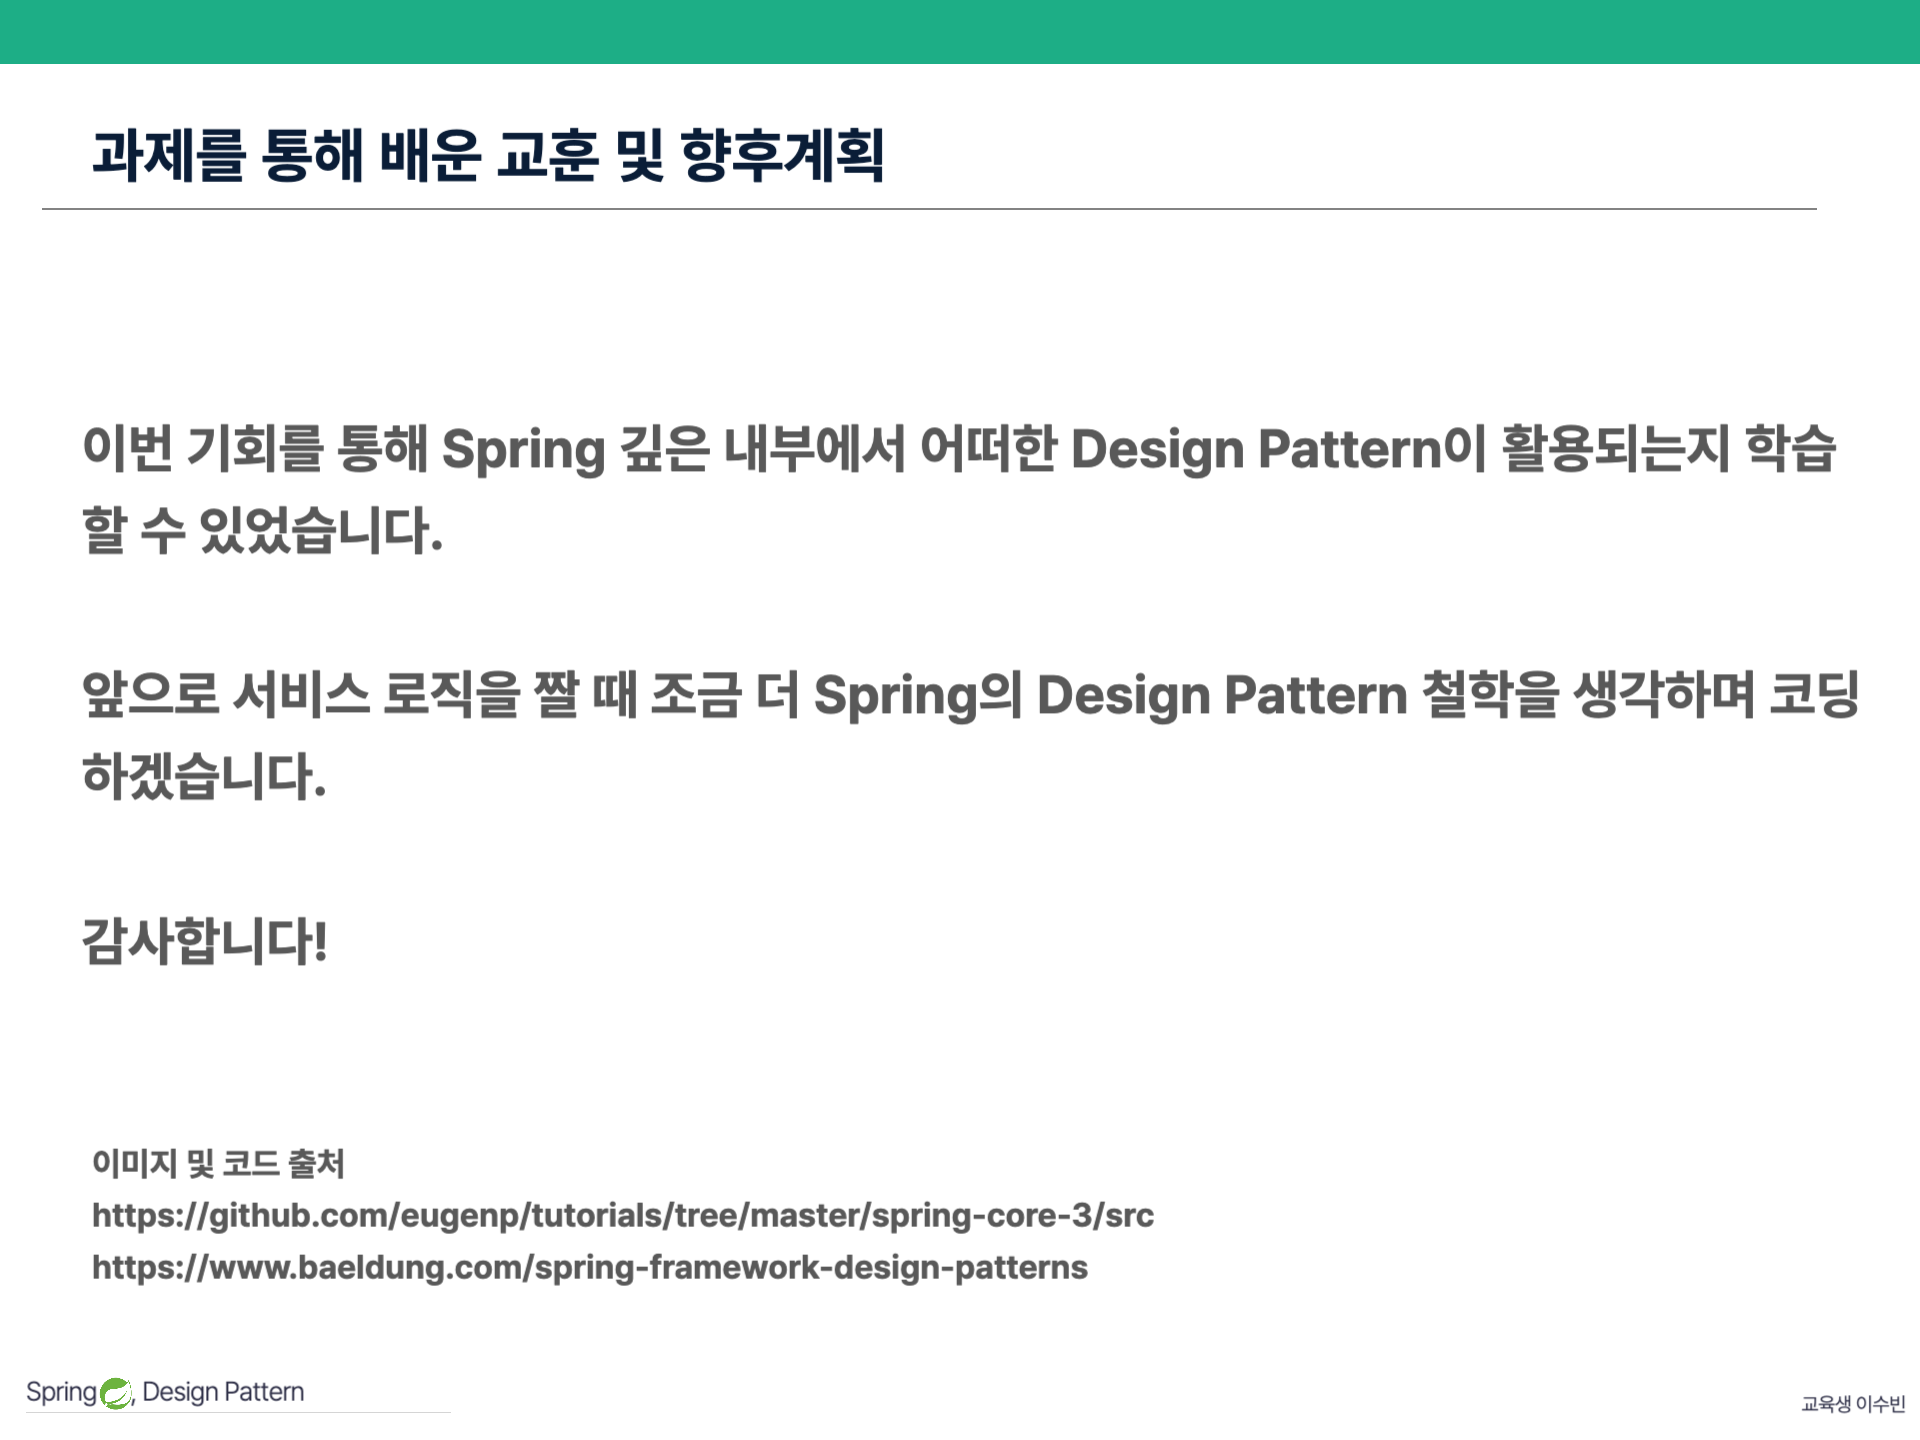 과제를 통해 배운 교훈 및 향후계획
이번 기회를 통해 Spring 깊은 내부에서 어떠한 Design Pattern이 활용되는지 학습
할 수 있었습니다.
앞으로 서비스 로직을 짤 때 조금 더 Spring의 Design Pattern 철학을 생각하며 코딩
하겠습니다.
감사합니다!
이미지 및 코드 출처
https://github.com/eugenp/tutorials/tree/master/spring-core-3/src
https://www.baeldung.com/spring-framework-design-patterns
Spring, Design Pattern
교육생 이수빈